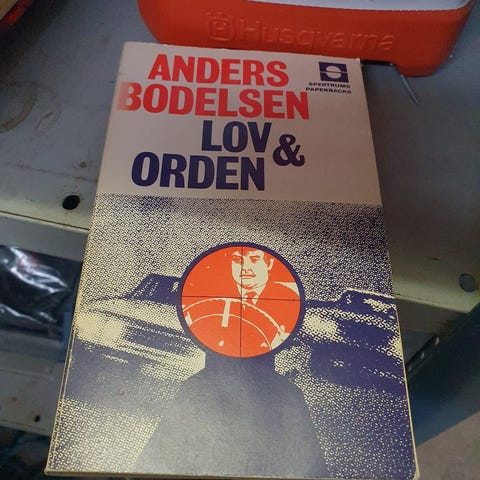 Husqvarna
ANDERS
BODELSEN
LOV &
ORDEN
SPEKTRUMS
PAPERBACKS